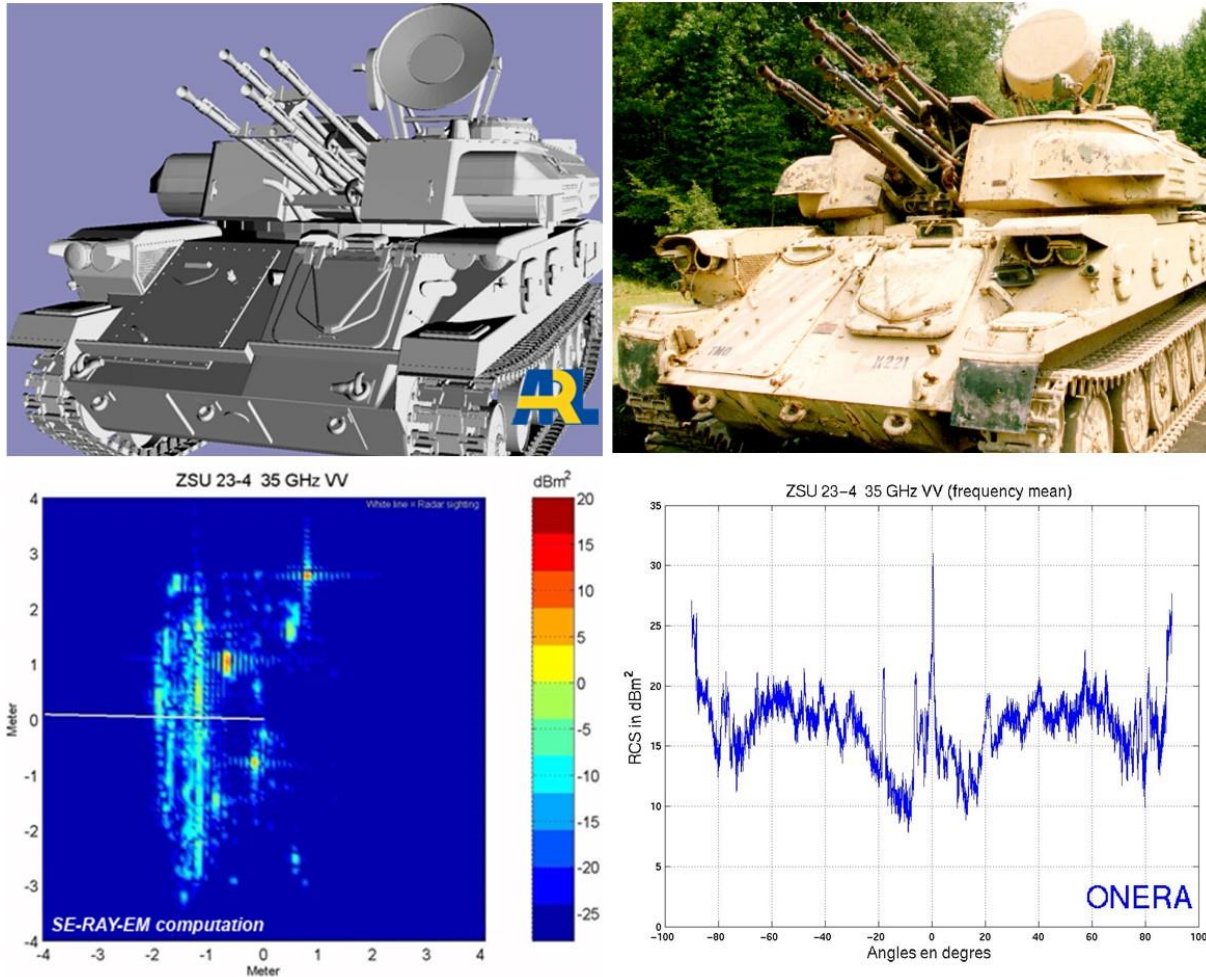 ARL
TMD
K221
ZSU 23-4 35 GHz VV
dBm²
White line = Radar sighting
4
3
2
1
0
-1
-2
-3
-4
Meter
-4 -3 -2 -1 0 1 2 3 4
Meter
SE-RAY-EM computation
20
15
10
5
0
-5
-10
-15
-20
-25
ZSU 23-4 35 GHz VV (frequency mean)
RCS in dBm²
35
30
25
20
15
10
5
0
-100 -80 -60 -40 -20 0 20 40 60 80 100
Angles en degres
ONERA